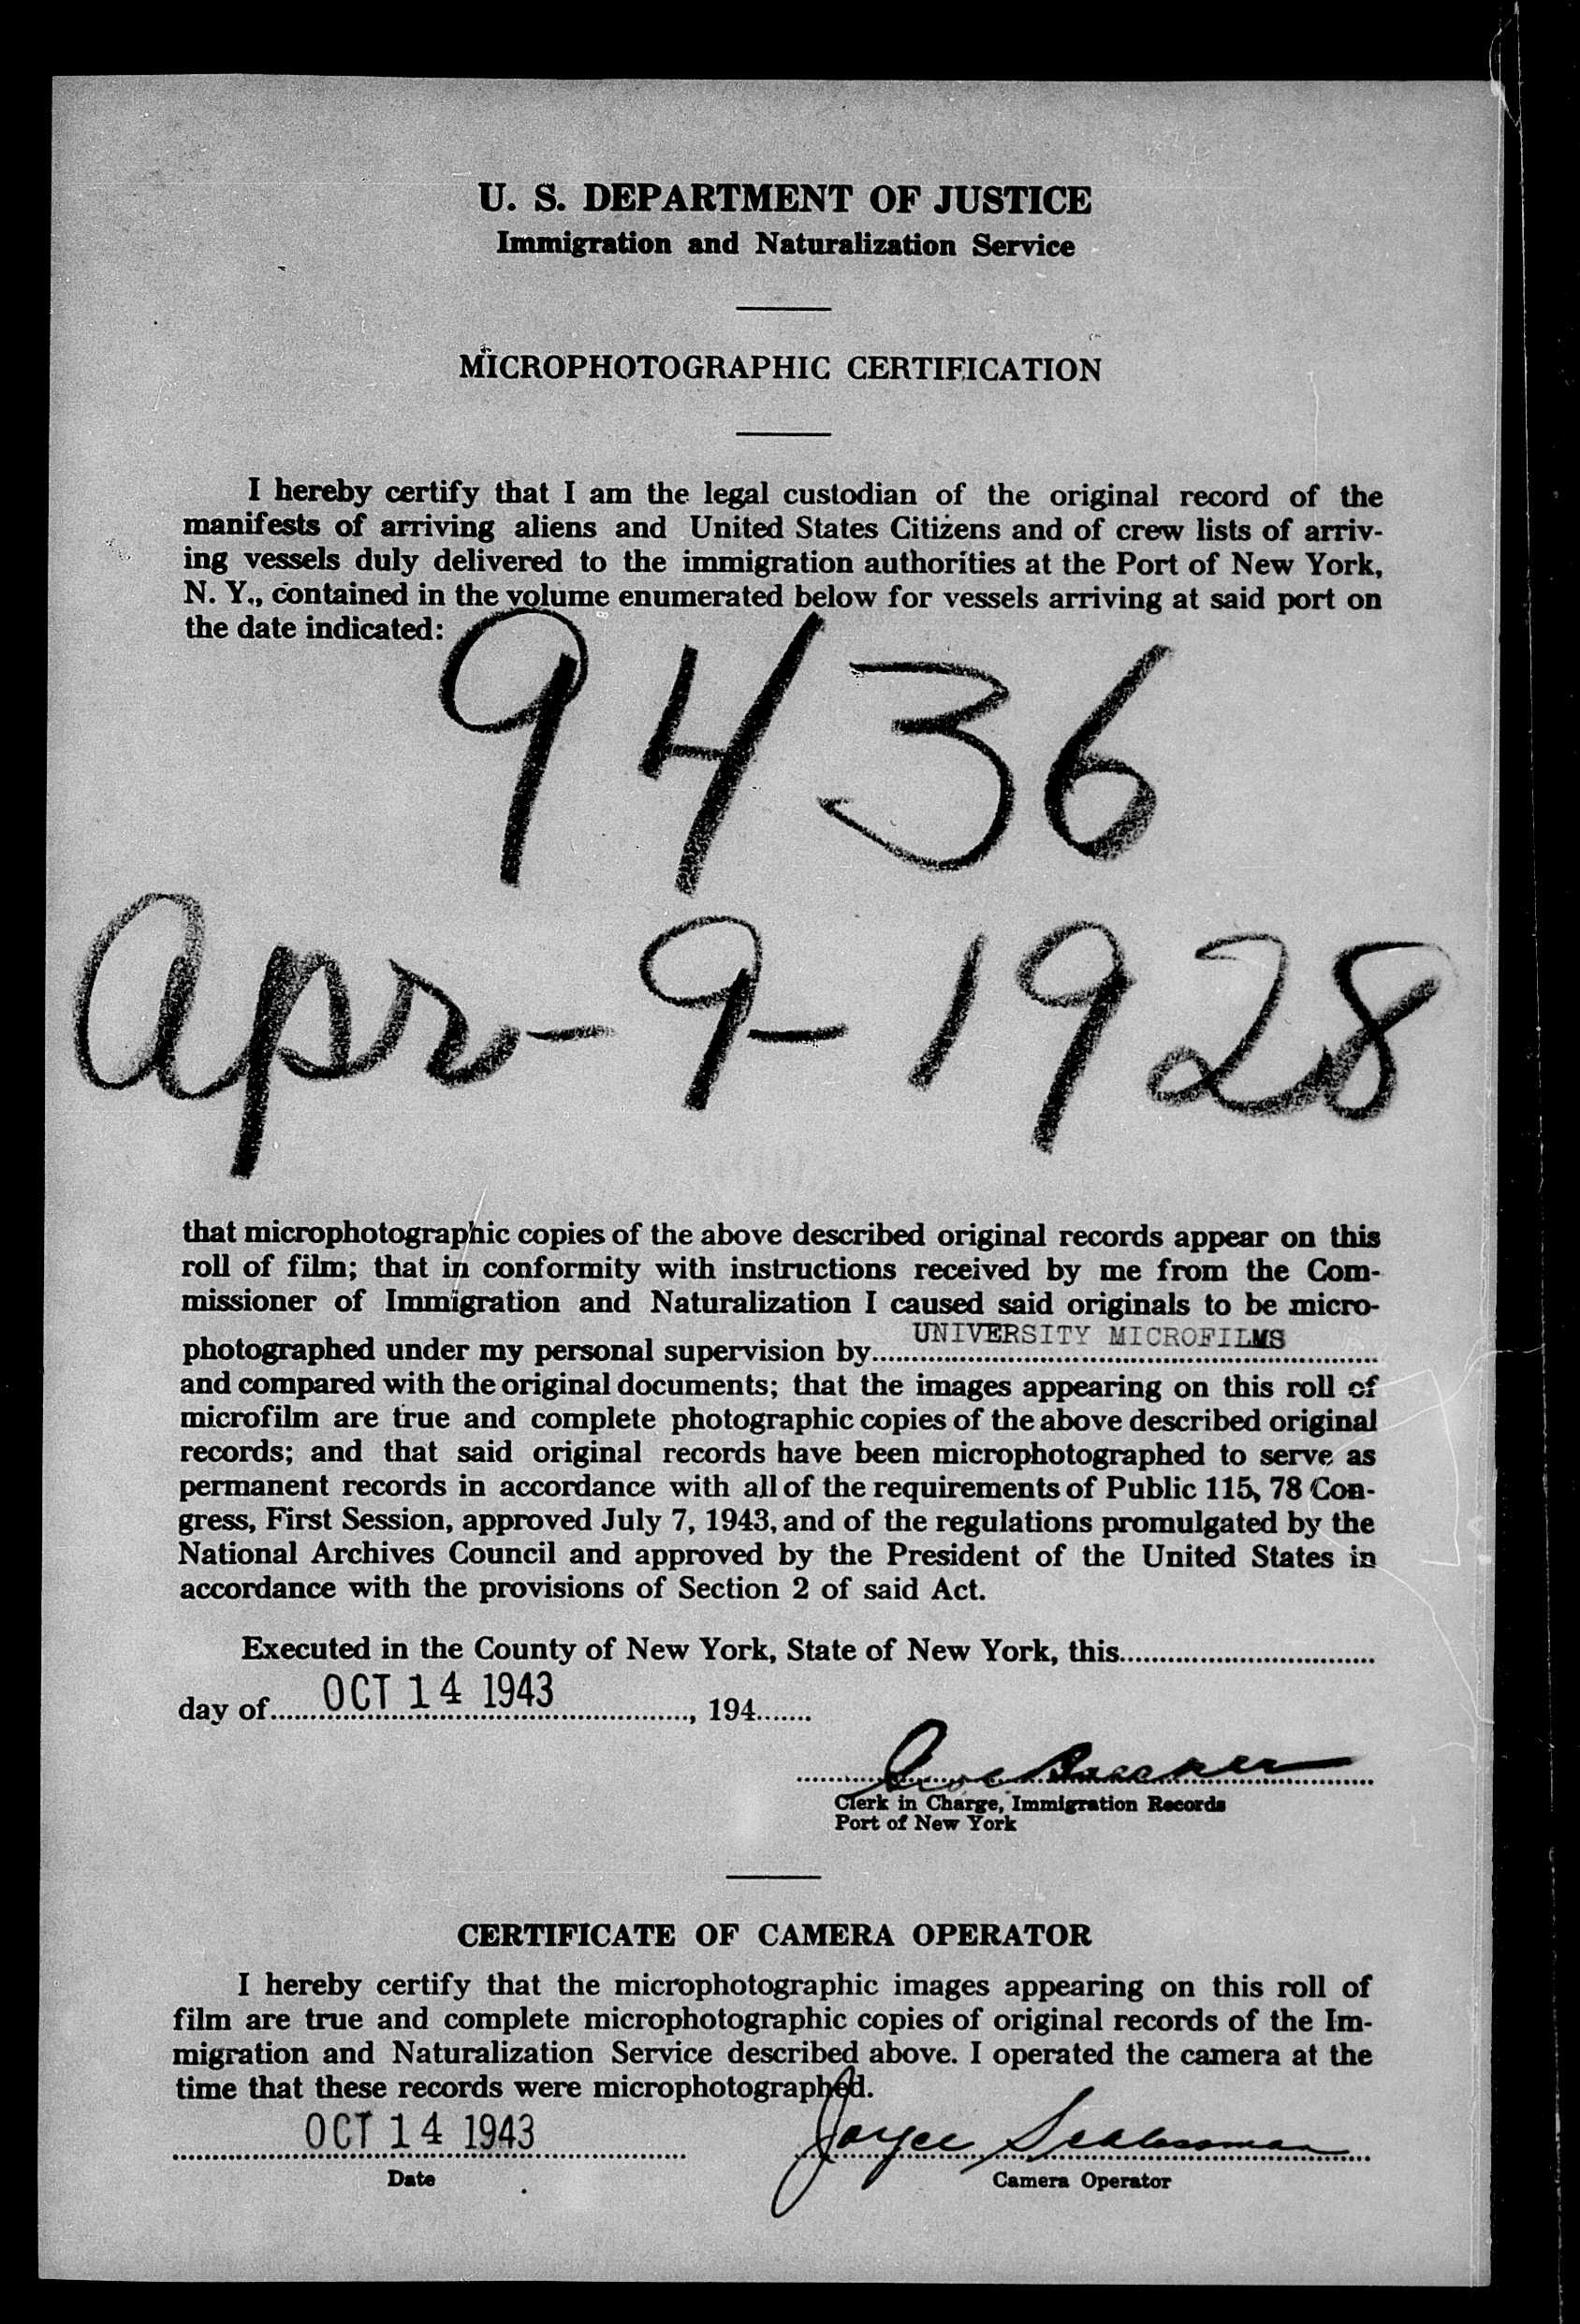 U. S. DEPARTMENT OF JUSTICE
Immigration and Naturalization Service
MICROPHOTOGRAPHIC CERTIFICATION
I hereby certify that I am the legal custodian of the original record of the
manifests of arriving aliens and United States Citizens and of crew lists of arriv-
ing vessels duly delivered to the immigration authorities at the Port of New York,
N. Y., contained in the volume enumerated below for vessels arriving at said port on
the date indicated:
9436
Apr-9-1928
that microphotographic copies of the above described original records appear on this
roll of film; that in conformity with instructions received by me from the Com-
missioner of Immigration and Naturalization I caused said originals to be micro-
photographed under my personal supervision by UNIVERSITY MICROFILMS
and compared with the original documents; that the images appearing on this roll of
microfilm are true and complete photographic copies of the above described original
records; and that said original records have been microphotographed to serve as
permanent records in accordance with all of the requirements of Public 115, 78 Con-
gress, First Session, approved July 7, 1943, and of the regulations promulgated by the
National Archives Council and approved by the President of the United States in
accordance with the provisions of Section 2 of said Act.
Executed in the County of New York, State of New York, this
day of OCT 14 1943, 194
Clerk in Charge, Immigration Records
Port of New York
CERTIFICATE OF CAMERA OPERATOR
I hereby certify that the microphotographic images appearing on this roll of
film are true and complete microphotographic copies of original records of the Im-
migration and Naturalization Service described above. I operated the camera at the
time that these records were microphotographed.
OCT 14 1943 Joyce
Date Camera Operator